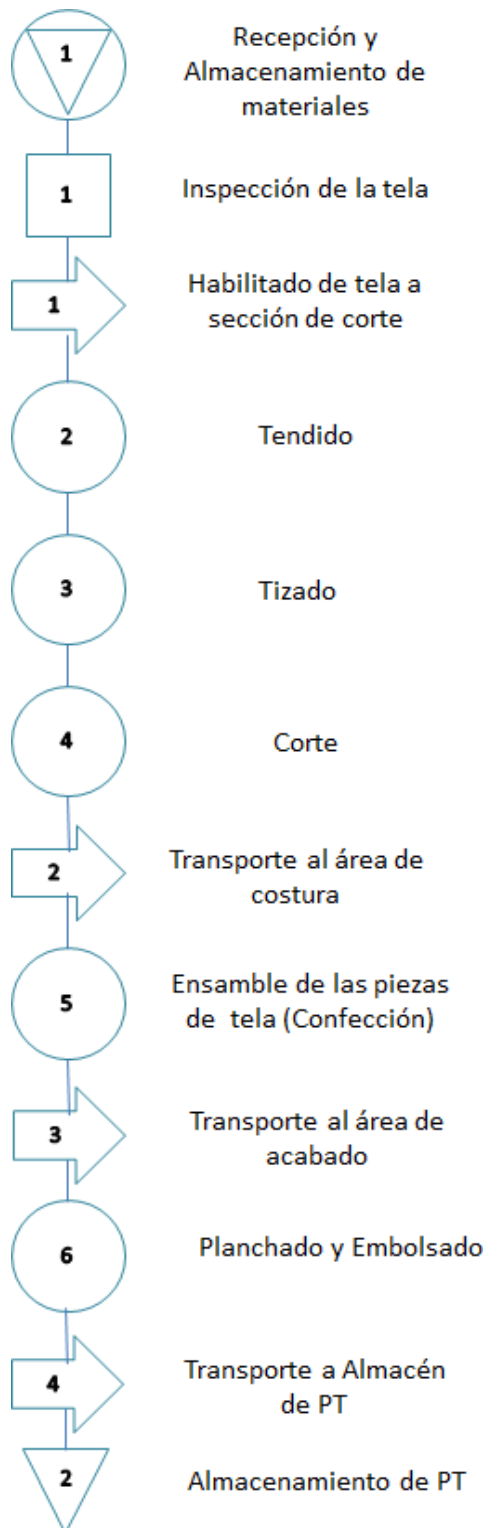 1
Recepción y
Almacenamiento de
materiales
1
Inspección de la tela
1
Habilitado de tela a
sección de corte
2
Tendido
3
Tizado
4
Corte
2
Transporte al área de
costura
5
Ensamble de las piezas
de tela (Confección)
3
Transporte al área de
acabado
6
Planchado y Embolsado
4
Transporte a Almacén
de PT
2
Almacenamiento de PT